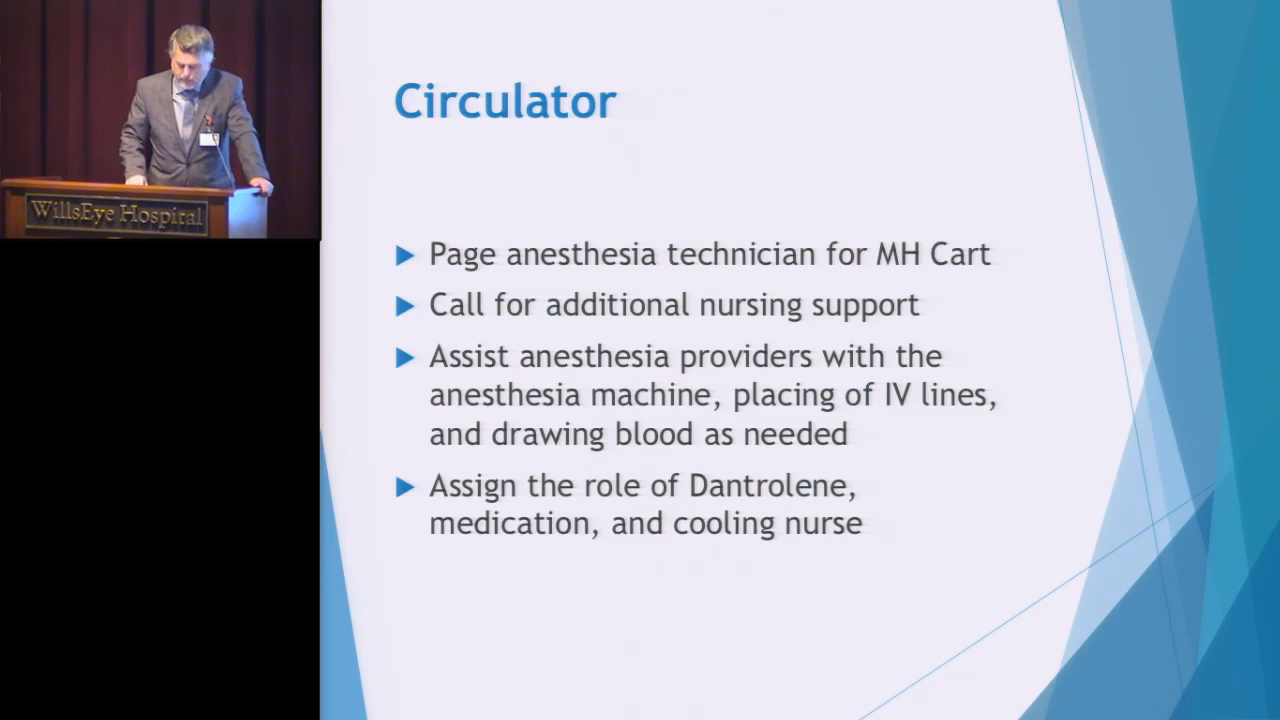 WillsEye Hospital
Circulator
Page anesthesia technician for MH Cart
Call for additional nursing support
Assist anesthesia providers with the
anesthesia machine, placing of IV lines,
and drawing blood as needed
Assign the role of Dantrolene,
medication, and cooling nurse